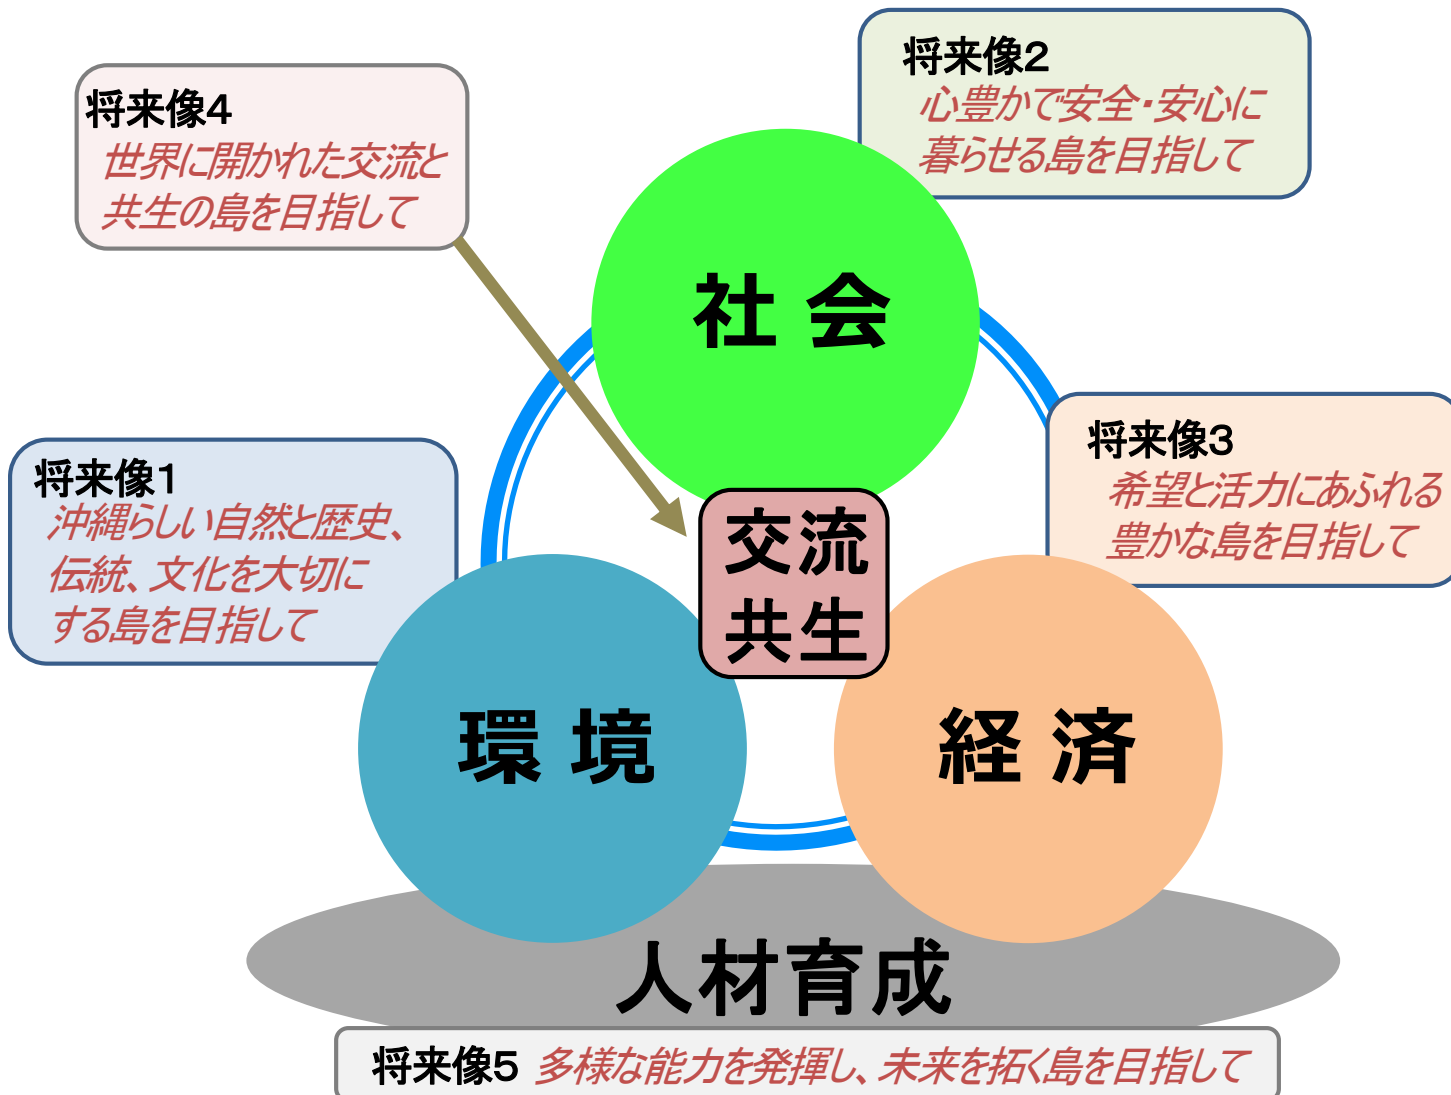 将来像2
心豊かで安全・安心に
暮らせる島を目指して
将来像4
世界に開かれた交流と
共生の島を目指して
社会
将来像3
希望と活力にあふれる
豊かな島を目指して
将来像1
沖縄らしい自然と歴史、
伝統、文化を大切に
する島を目指して
交流
共生
環境
経済
人材育成
将来像5 多様な能力を発揮し、未来を拓く島を目指して